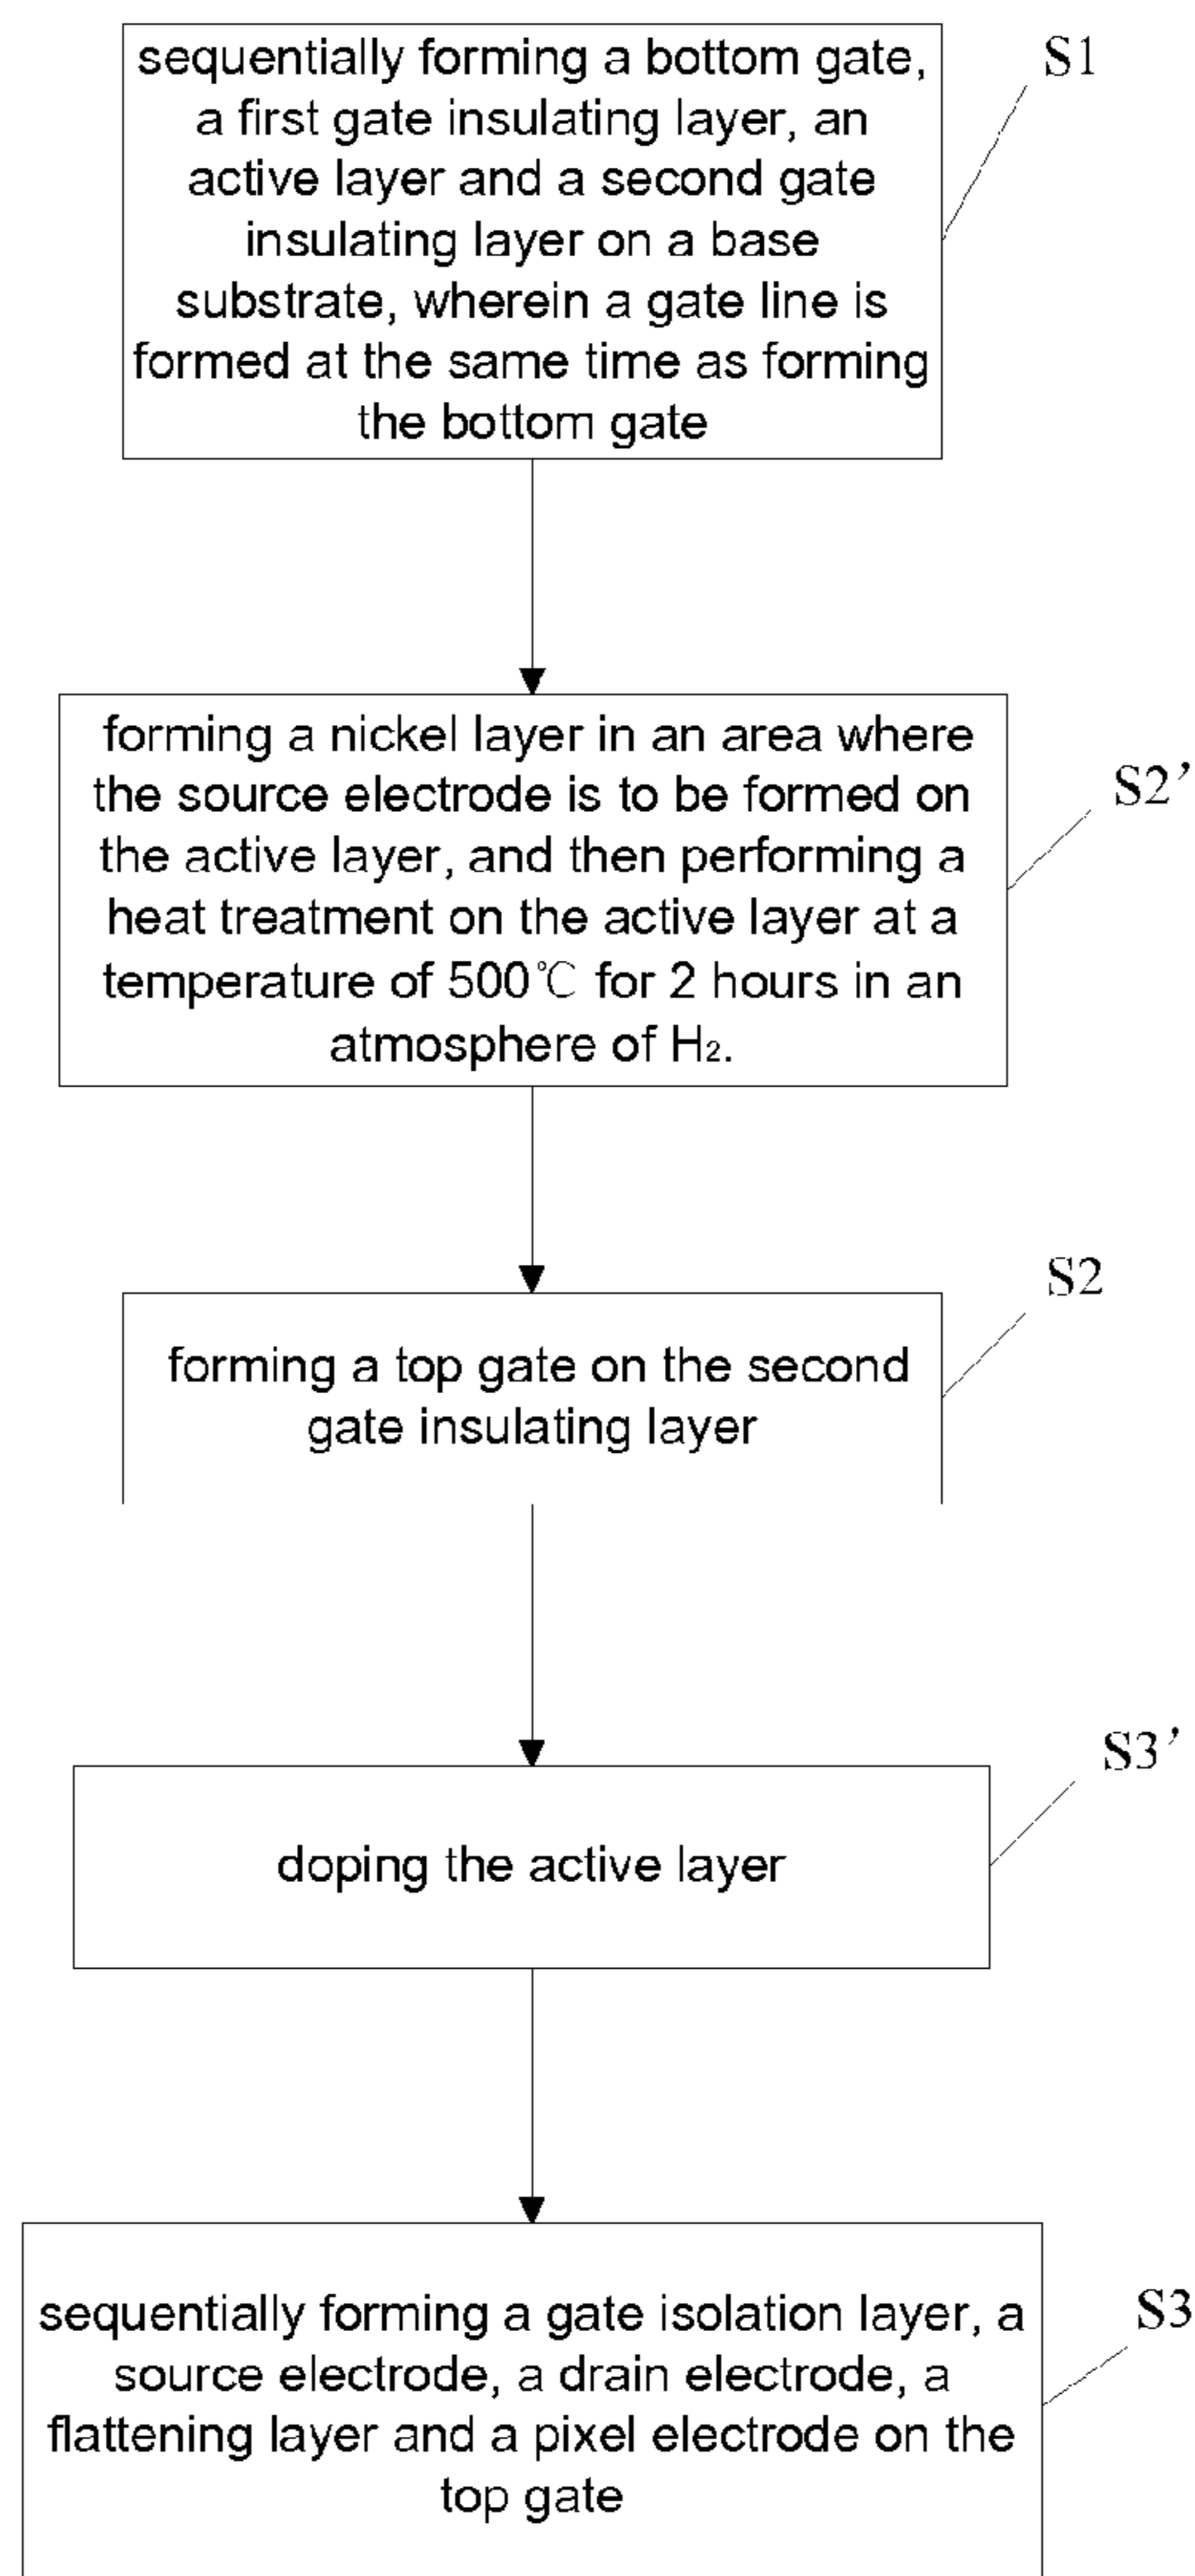 sequentially forming a bottom gate,
a first gate insulating layer, an
active layer and a second gate
insulating layer on a base
substrate, wherein a gate line is
formed at the same time as forming
the bottom gate
S1
forming a nickel layer in an area where
the source electrode is to be formed on
the active layer, and then performing a
heat treatment on the active layer at a
temperature of 500℃ for 2 hours in an
atmosphere of H₂.
S2’
forming a top gate on the second
gate insulating layer
S2
doping the active layer
S3’
sequentially forming a gate isolation layer, a
source electrode, a drain electrode, a
flattening layer and a pixel electrode on the
top gate
S3